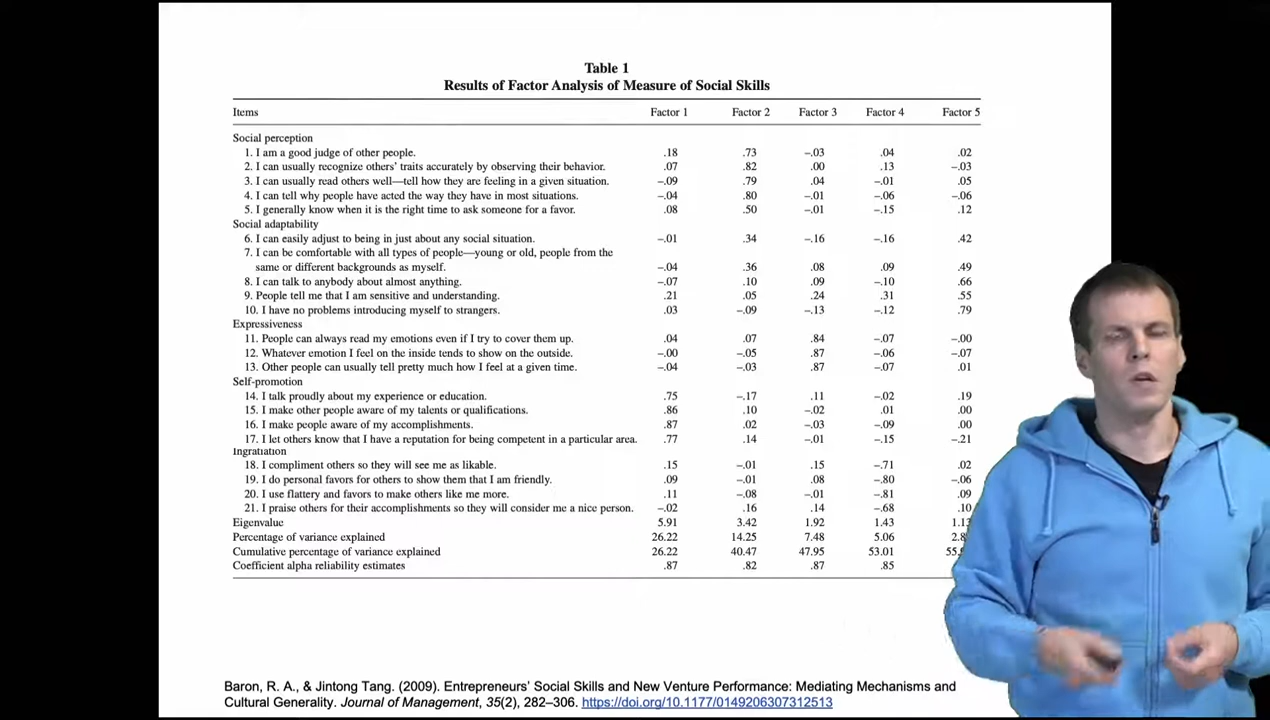 Table 1
Results of Factor Analysis of Measure of Social Skills
Items Factor 1 Factor 2 Factor 3 Factor 4 Factor 5
Social perception
1. I am a good judge of other people. .18 .73 –.03 .04 .02
2. I can usually recognize others' traits accurately by observing their behavior. .07 .82 .00 .13 –.03
3. I can usually read others well—tell how they are feeling in a given situation. –.09 .79 .04 –.01 .05
4. I can tell why people have acted the way they have in most situations. –.04 .80 –.01 –.06 –.06
5. I generally know when it is the right time to ask someone for a favor. .08 .50 –.01 –.15 .12
Social adaptability
6. I can easily adjust to being in just about any social situation. –.01 .34 –.16 –.16 .42
7. I can be comfortable with all types of people—young or old, people from the
same or different backgrounds as myself. –.04 .36 .08 .09 .49
8. I can talk to anybody about almost anything. –.07 .10 .09 –.10 .66
9. People tell me that I am sensitive and understanding. .21 .05 .24 .31 .55
10. I have no problems introducing myself to strangers. .03 –.09 –.13 –.12 .79
Expressiveness
11. People can always read my emotions even if I try to cover them up. .04 .07 .84 –.07 –.00
12. Whatever emotion I feel on the inside tends to show on the outside. –.00 –.05 .87 –.06 –.07
13. Other people can usually tell pretty much how I feel at a given time. –.04 –.03 .87 –.07 .01
Self-promotion
14. I talk proudly about my experience or education. .75 –.17 .11 –.02 .19
15. I make other people aware of my talents or qualifications. .86 .10 –.02 .01 .00
16. I make people aware of my accomplishments. .87 .02 –.03 –.09 .00
17. I let others know that I have a reputation for being competent in a particular area. .77 .14 –.01 –.15 –.21
Ingratiation
18. I compliment others so they will see me as likable. .15 –.01 .15 –.71 .02
19. I do personal favors for others to show them that I am friendly. .09 –.01 .08 –.80 –.06
20. I use flattery and favors to make others like me more. .11 –.08 –.01 –.81 .09
21. I praise others for their accomplishments so they will consider me a nice person. –.02 .16 .14 –.68 .10
Eigenvalue 5.91 3.42 1.92 1.43
Percentage of variance explained 26.22 14.25 7.48 5.06
Cumulative percentage of variance explained 26.22 40.47 47.95 53.01
Coefficient alpha reliability estimates .87 .82 .87 .85
Baron, R. A., & Jintong Tang. (2009). Entrepreneurs' Social Skills and New Venture Performance: Mediating Mechanisms and
Cultural Generality. Journal of Management, 35(2), 282–306. https://doi.org/10.1177/0149206307312513